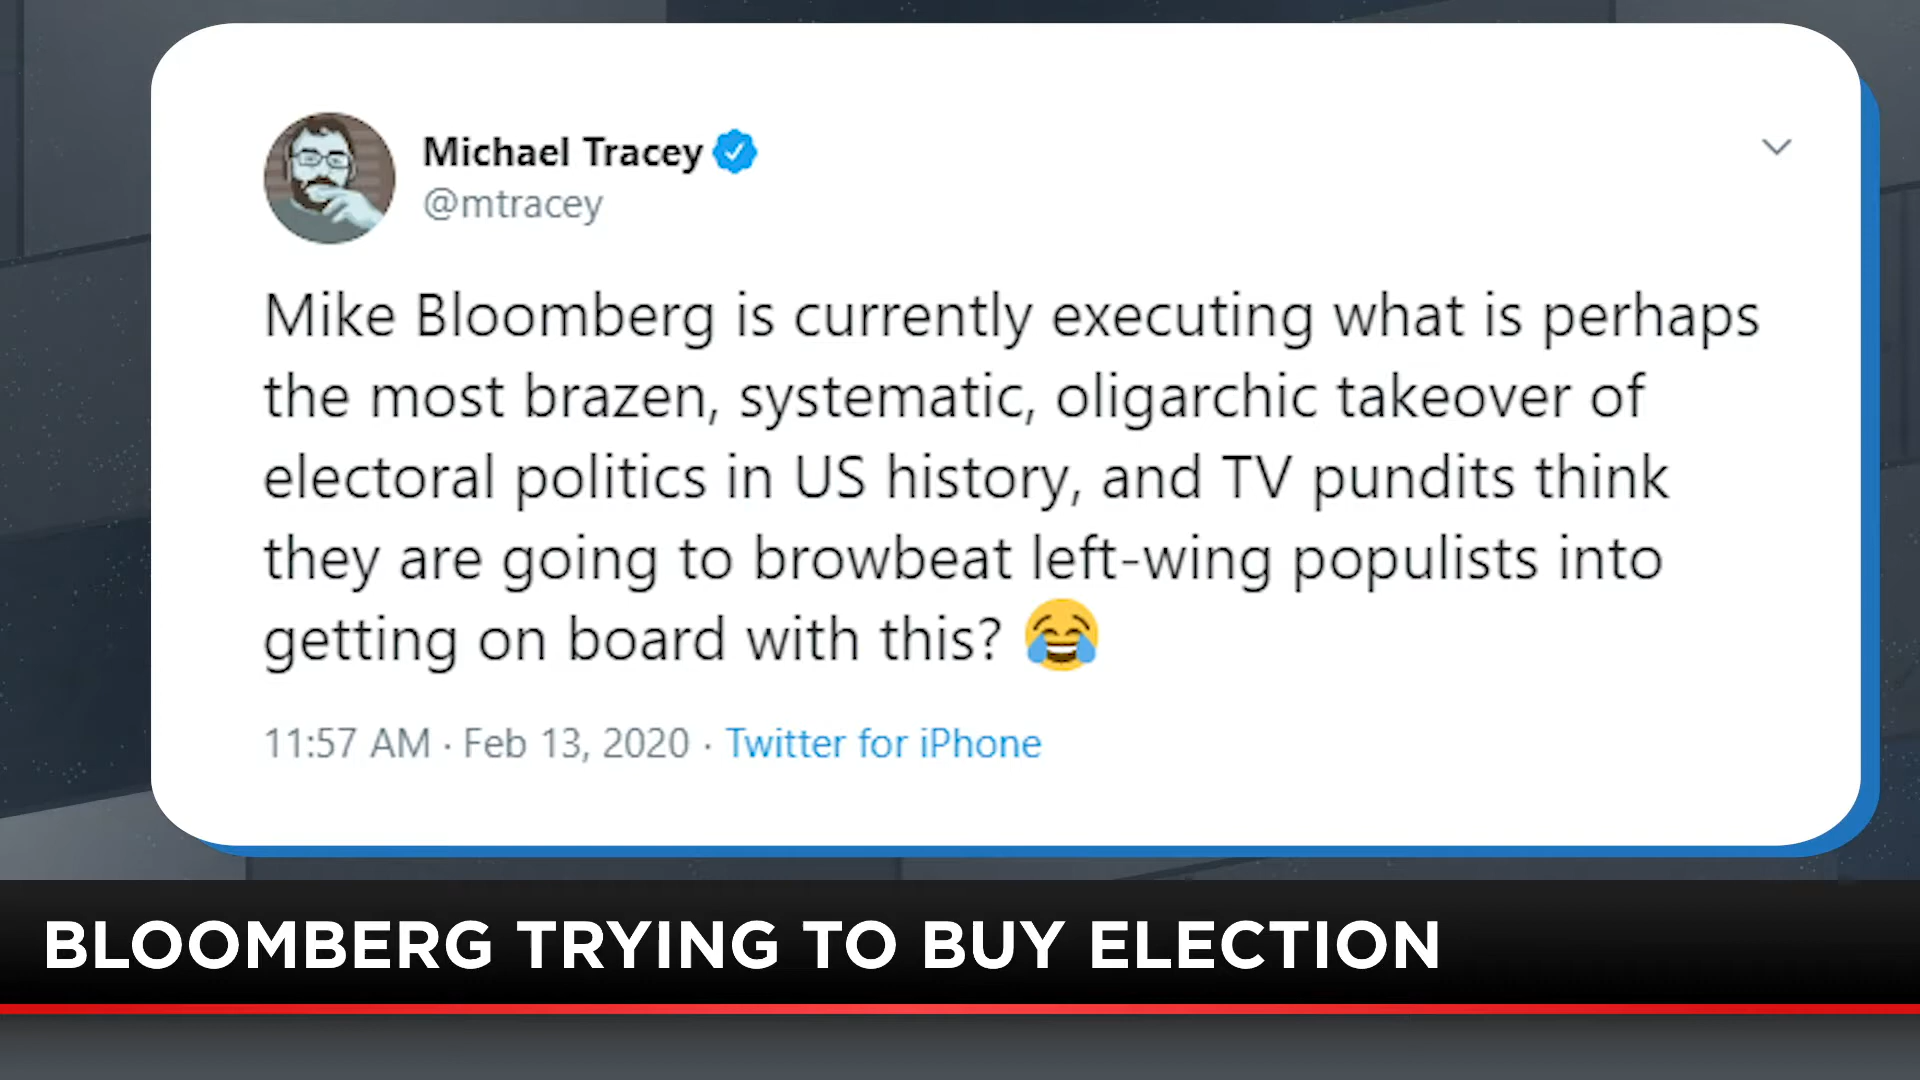 Michael Tracey
@mtracey
Mike Bloomberg is currently executing what is perhaps
the most brazen, systematic, oligarchic takeover of
electoral politics in US history, and TV pundits think
they are going to browbeat left-wing populists into
getting on board with this? 😂
11:57 AM · Feb 13, 2020 · Twitter for iPhone
BLOOMBERG TRYING TO BUY ELECTION